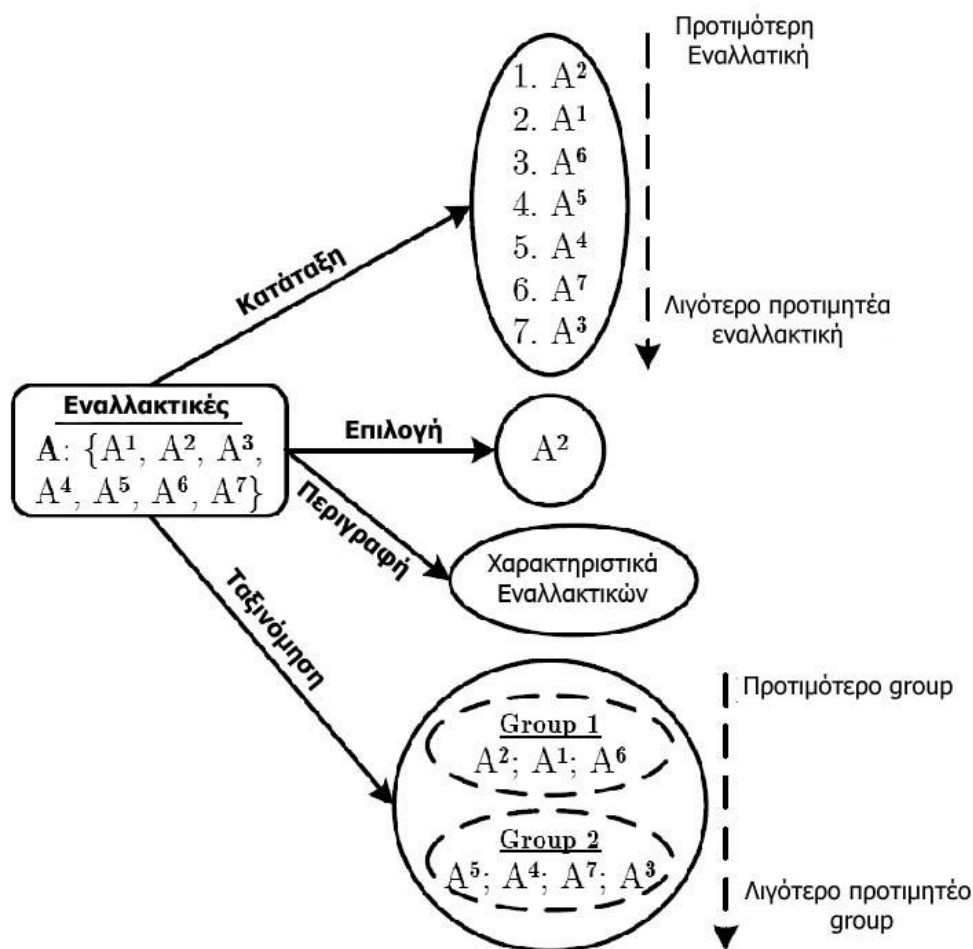 Προτιμότερη
Εναλλατική
1. A²
2. A¹
3. A⁶
4. A⁵
5. A⁴
6. A⁷
7. A³
Λιγότερο προτιμητέα
εναλλακτική
Κατάταξη
Εναλλακτικές
A: {A¹, A², A³,
A⁴, A⁵, A⁶, A⁷}
Επιλογή
A²
Περιγραφή
Χαρακτηριστικά
Εναλλακτικών
Ταξινόμηση
Προτιμότερο group
Group 1
A²; A¹; A⁶
Group 2
A⁵; A⁴; A⁷; A³
Λιγότερο προτιμητέο
group